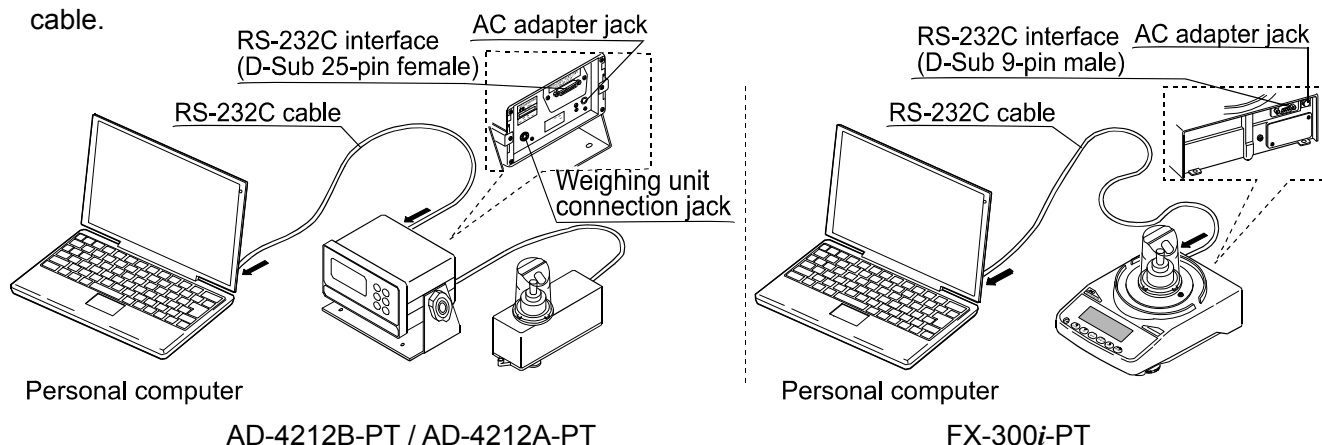 cable.
RS-232C interface
(D-Sub 25-pin female)
AC adapter jack
RS-232C cable
Weighing unit
connection jack
Personal computer
AD-4212B-PT / AD-4212A-PT
RS-232C interface
(D-Sub 9-pin male)
AC adapter jack
RS-232C cable
Personal computer
FX-300i-PT